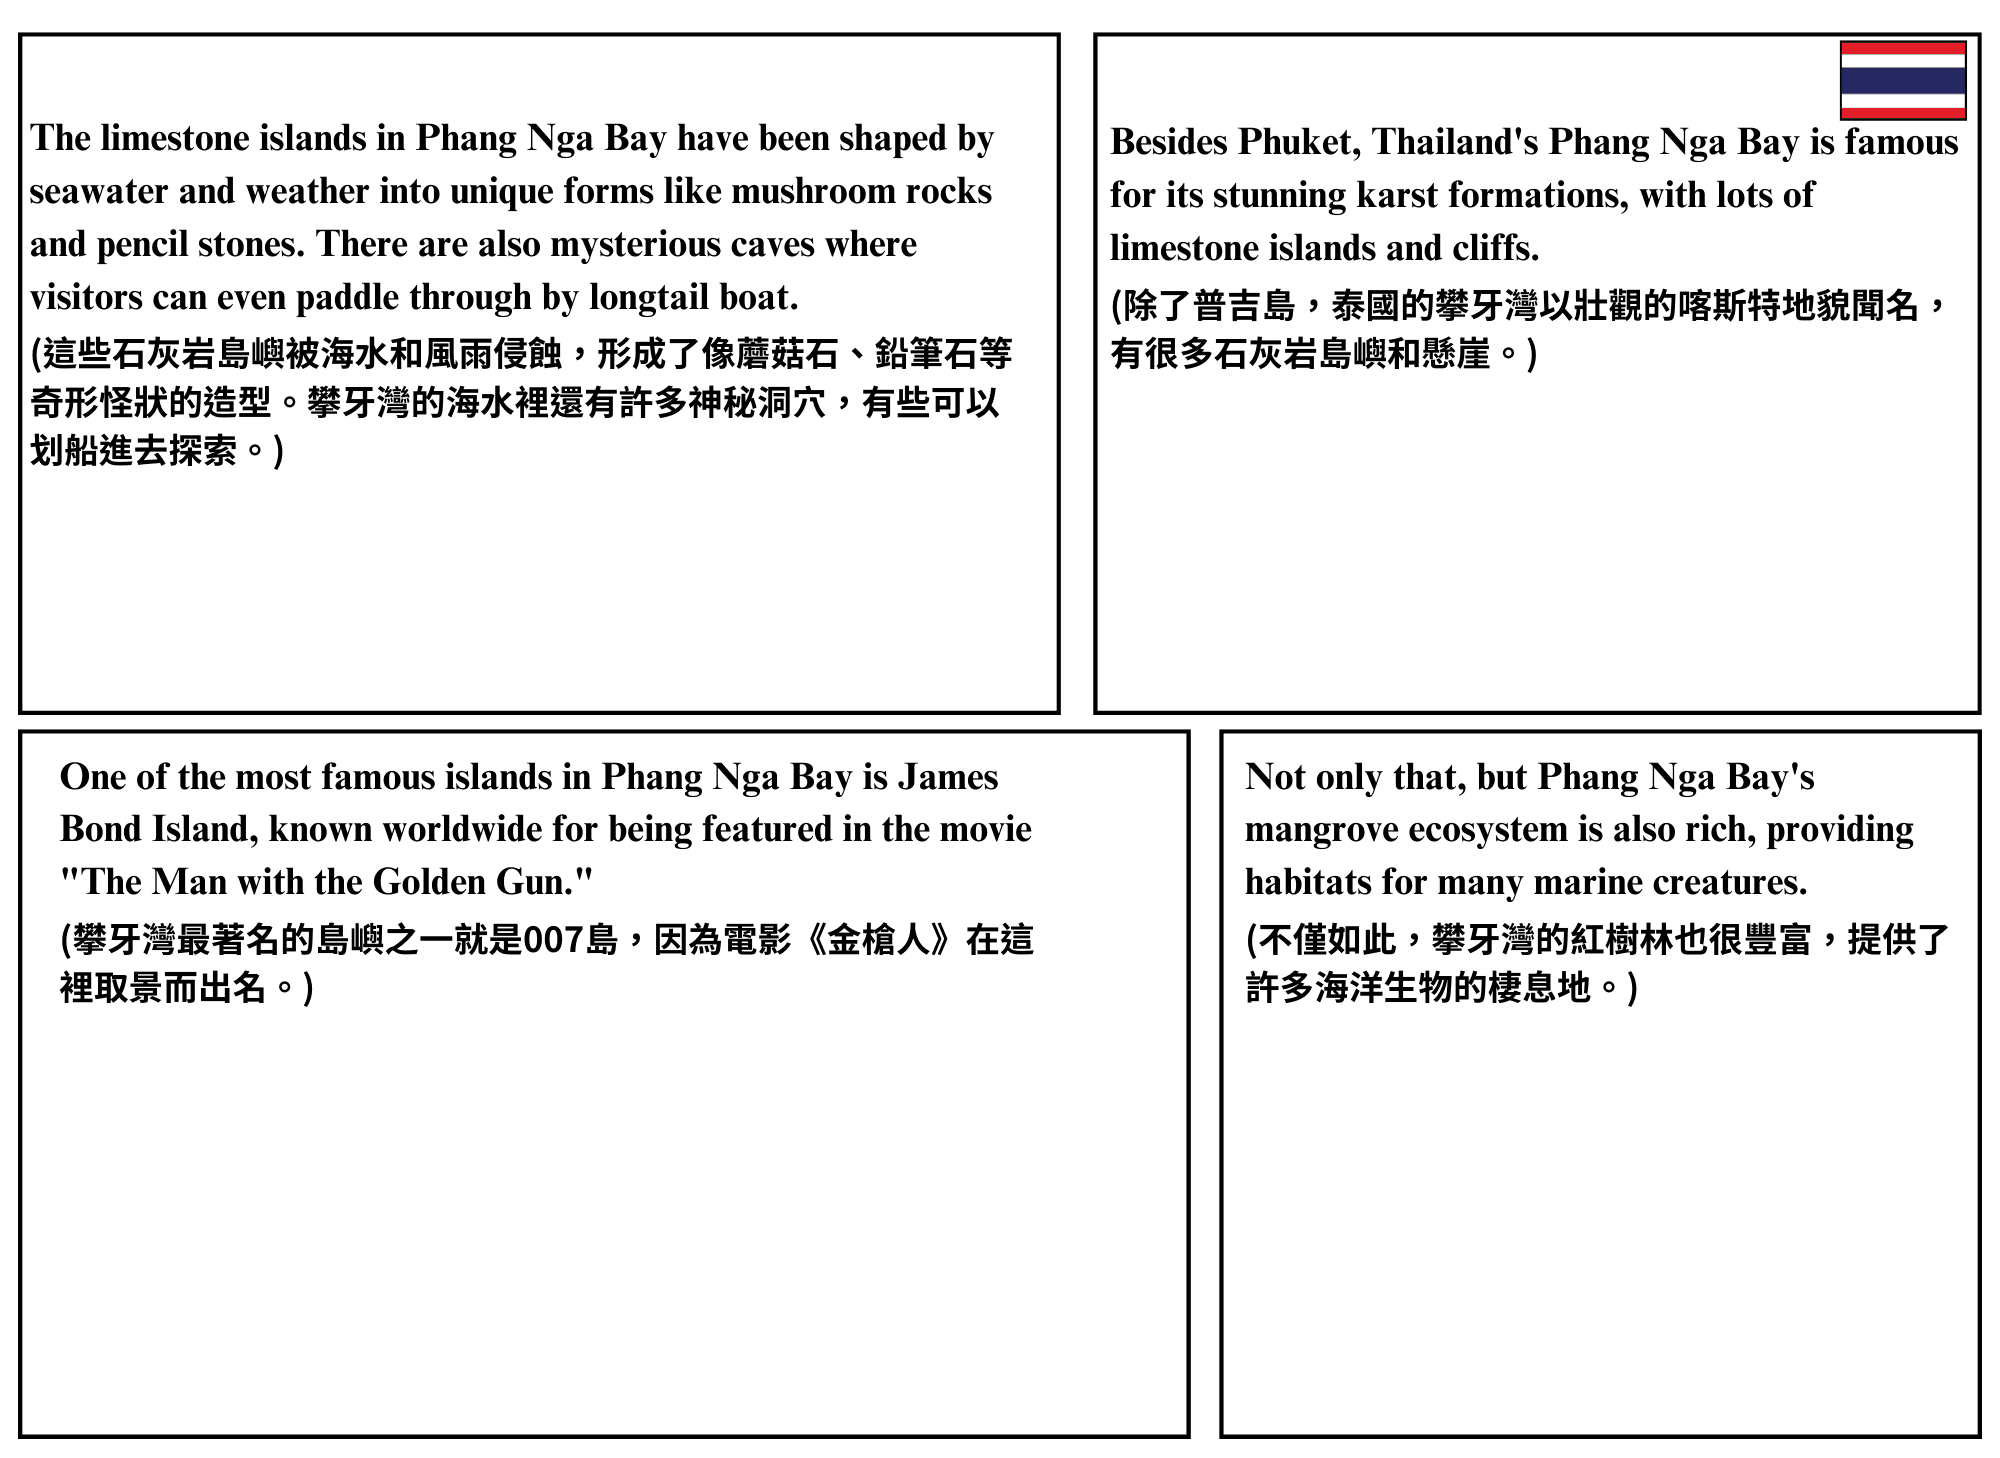 The limestone islands in Phang Nga Bay have been shaped by
seawater and weather into unique forms like mushroom rocks
and pencil stones. There are also mysterious caves where
visitors can even paddle through by longtail boat.
(這些石灰岩島嶼被海水和風雨侵蝕，形成了像蘑菇石、鉛筆石等
奇形怪狀的造型。攀牙灣的海水裡還有許多神秘洞穴，有些可以
划船進去探索。)
Besides Phuket, Thailand's Phang Nga Bay is famous
for its stunning karst formations, with lots of
limestone islands and cliffs.
(除了普吉島，泰國的攀牙灣以壯觀的喀斯特地貌聞名，
有很多石灰岩島嶼和懸崖。)
One of the most famous islands in Phang Nga Bay is James
Bond Island, known worldwide for being featured in the movie
"The Man with the Golden Gun."
(攀牙灣最著名的島嶼之一就是007島，因為電影《金槍人》在這
裡取景而出名。)
Not only that, but Phang Nga Bay's
mangrove ecosystem is also rich, providing
habitats for many marine creatures.
(不僅如此，攀牙灣的紅樹林也很豐富，提供了
許多海洋生物的棲息地。)